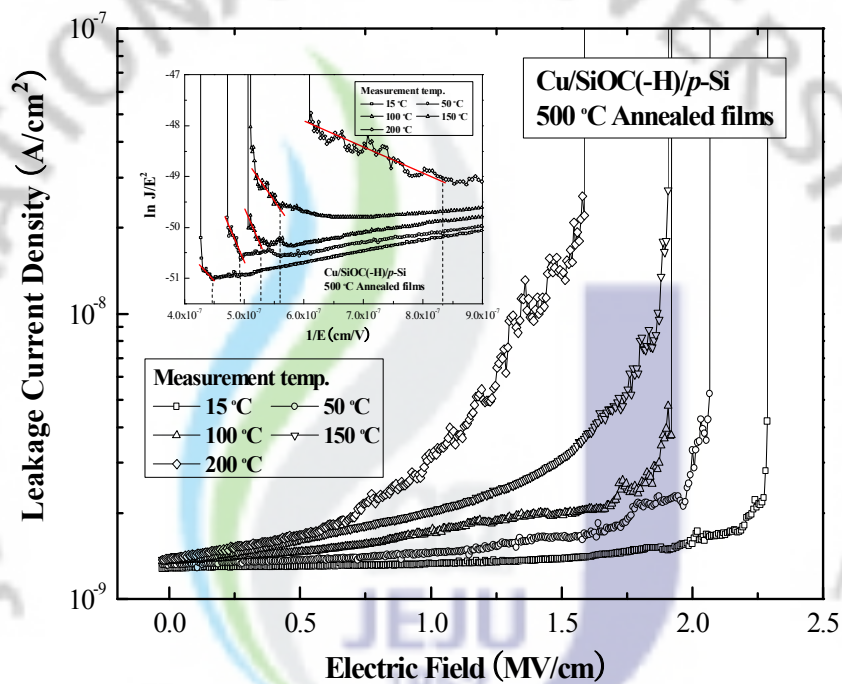 NATIONAL UNIVERSITY
10⁻⁷
10⁻⁸
10⁻⁹
Leakage Current Density (A/cm²)
Cu/SiOC(-H)/p-Si
500 °C Annealed films
-47
-48
-49
-50
-51
ln J/E²
Measurement temp.
15 °C 50 °C
100 °C 150 °C
200 °C
Cu/SiOC(-H)/p-Si
500 °C Annealed films
4.0x10⁻⁷ 5.0x10⁻⁷ 6.0x10⁻⁷ 7.0x10⁻⁷ 8.0x10⁻⁷ 9.0x10⁻⁷
1/E (cm/V)
Measurement temp.
15 °C 50 °C
100 °C 150 °C
200 °C
JEJU
0.0 0.5 1.0 1.5 2.0 2.5
Electric Field (MV/cm)